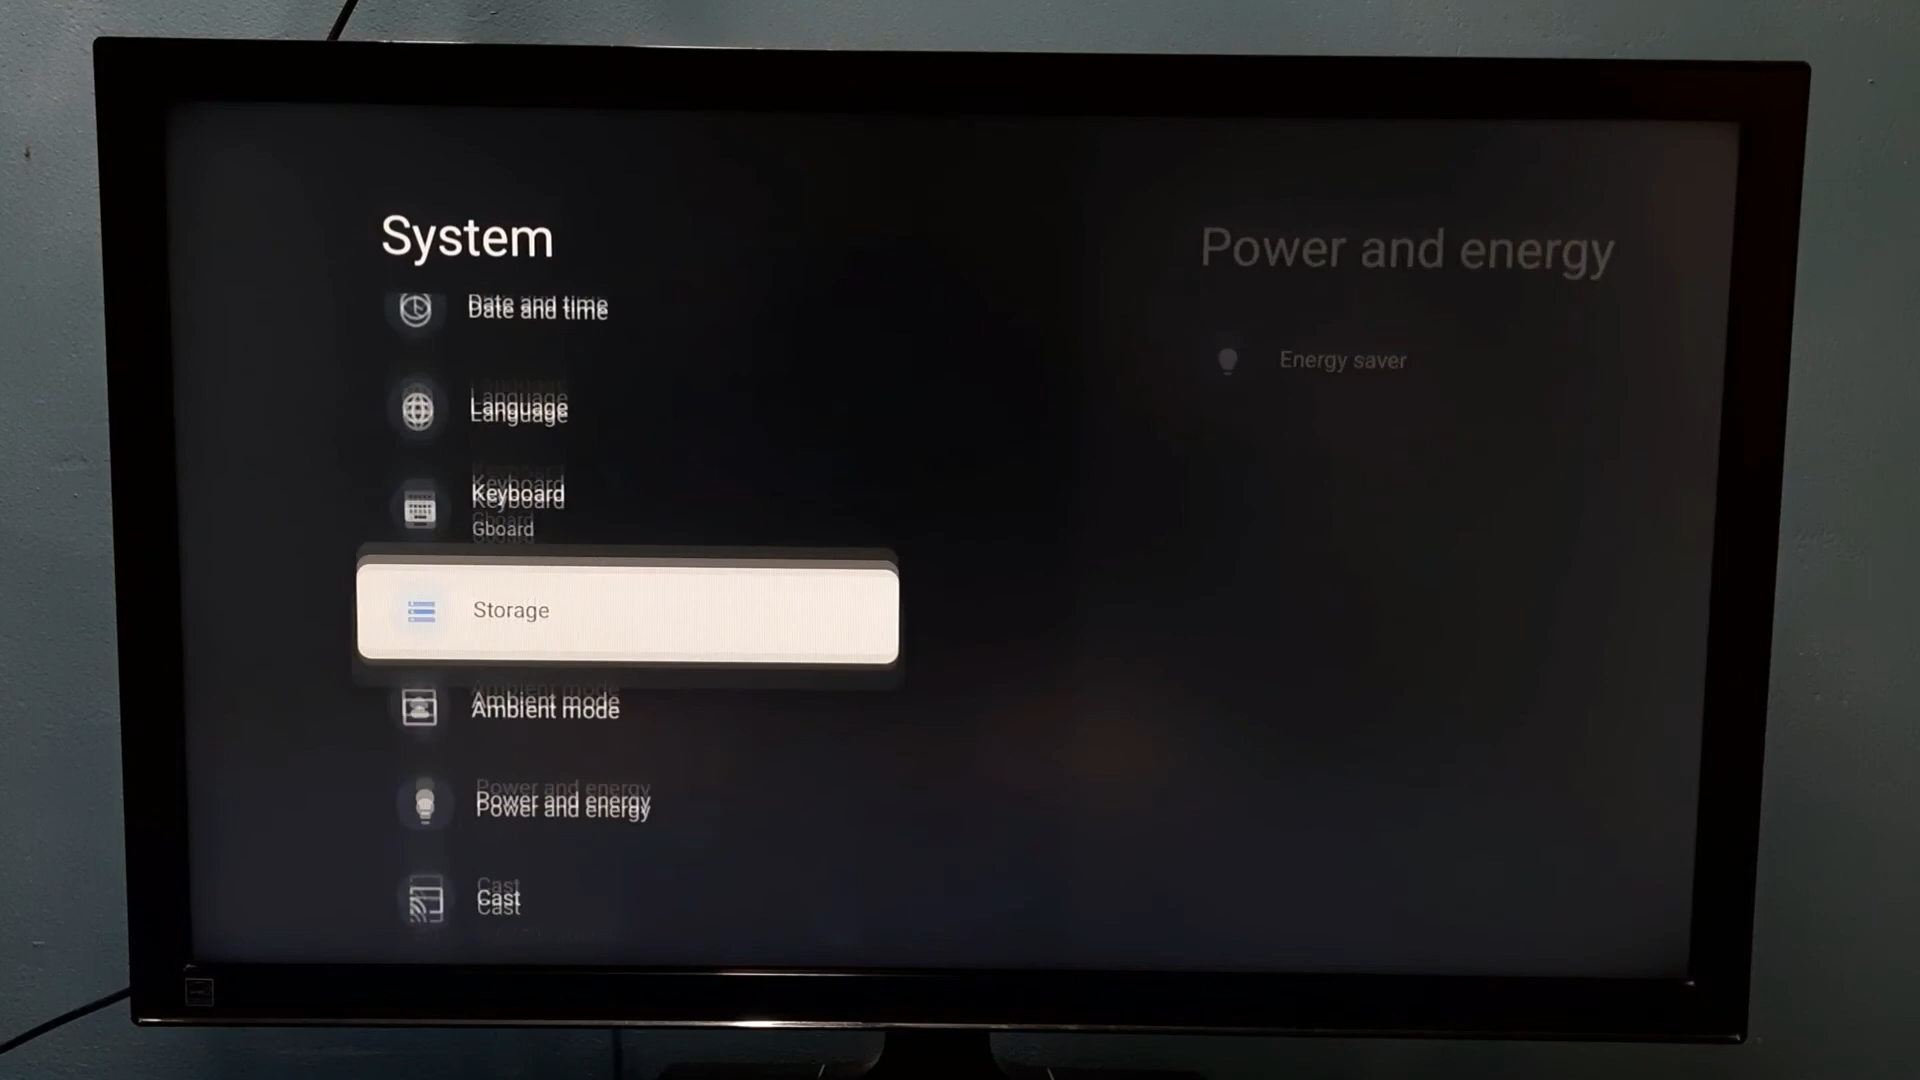 System
Date and time
Language
Keyboard
Gboard
Storage
Ambient mode
Power and energy
Cast
Power and energy
Energy saver